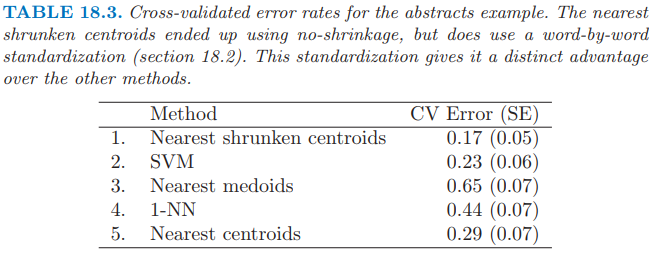 TABLE 18.3. Cross-validated error rates for the abstracts example. The nearest
shrunken centroids ended up using no-shrinkage, but does use a word-by-word
standardization (section 18.2). This standardization gives it a distinct advantage
over the other methods.
Method CV Error (SE)
1. Nearest shrunken centroids 0.17 (0.05)
2. SVM 0.23 (0.06)
3. Nearest medoids 0.65 (0.07)
4. 1-NN 0.44 (0.07)
5. Nearest centroids 0.29 (0.07)